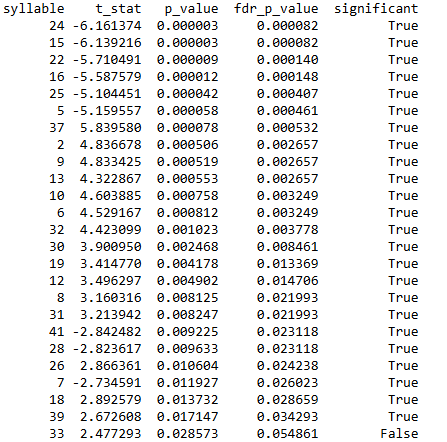 syllable t_stat p_value fdr_p_value significant
24 -6.161374 0.000003 0.000082 True
15 -6.139216 0.000003 0.000082 True
22 -5.710491 0.000009 0.000140 True
16 -5.587579 0.000012 0.000148 True
25 -5.104451 0.000042 0.000407 True
5 -5.159557 0.000058 0.000461 True
37 5.839580 0.000078 0.000532 True
2 4.836678 0.000506 0.002657 True
9 4.833425 0.000519 0.002657 True
13 4.322867 0.000553 0.002657 True
10 4.603885 0.000758 0.003249 True
6 4.529167 0.000812 0.003249 True
32 4.423099 0.001023 0.003778 True
30 3.900950 0.002468 0.008461 True
19 3.414770 0.004178 0.013369 True
12 3.496297 0.004902 0.014706 True
8 3.160316 0.008125 0.021993 True
31 3.213942 0.008247 0.021993 True
41 -2.842482 0.009225 0.023118 True
28 -2.823617 0.009633 0.023118 True
26 2.866361 0.010604 0.024238 True
7 -2.734591 0.011927 0.026023 True
18 2.892579 0.013732 0.028659 True
39 2.672608 0.017147 0.034293 True
33 2.477293 0.028573 0.054861 False